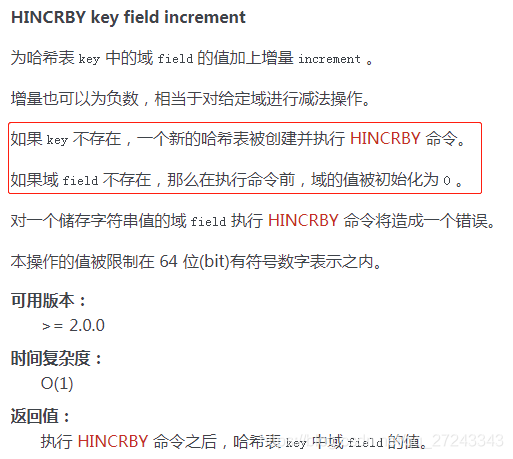 HINCRBY key field increment
为哈希表 key 中的域 field 的值加上增量 increment 。
增量也可以为负数，相当于对给定域进行减法操作。
如果 key 不存在，一个新的哈希表被创建并执行 HINCRBY 命令。
如果域 field 不存在，那么在执行命令前，域的值被初始化为 0 。
对一个储存字符串值的域 field 执行 HINCRBY 命令将造成一个错误。
本操作的值被限制在 64 位(bit)有符号数字表示之内。
可用版本：
>= 2.0.0
时间复杂度：
O(1)
返回值：
执行 HINCRBY 命令之后，哈希表 key 中域 field 的值。
_27243343